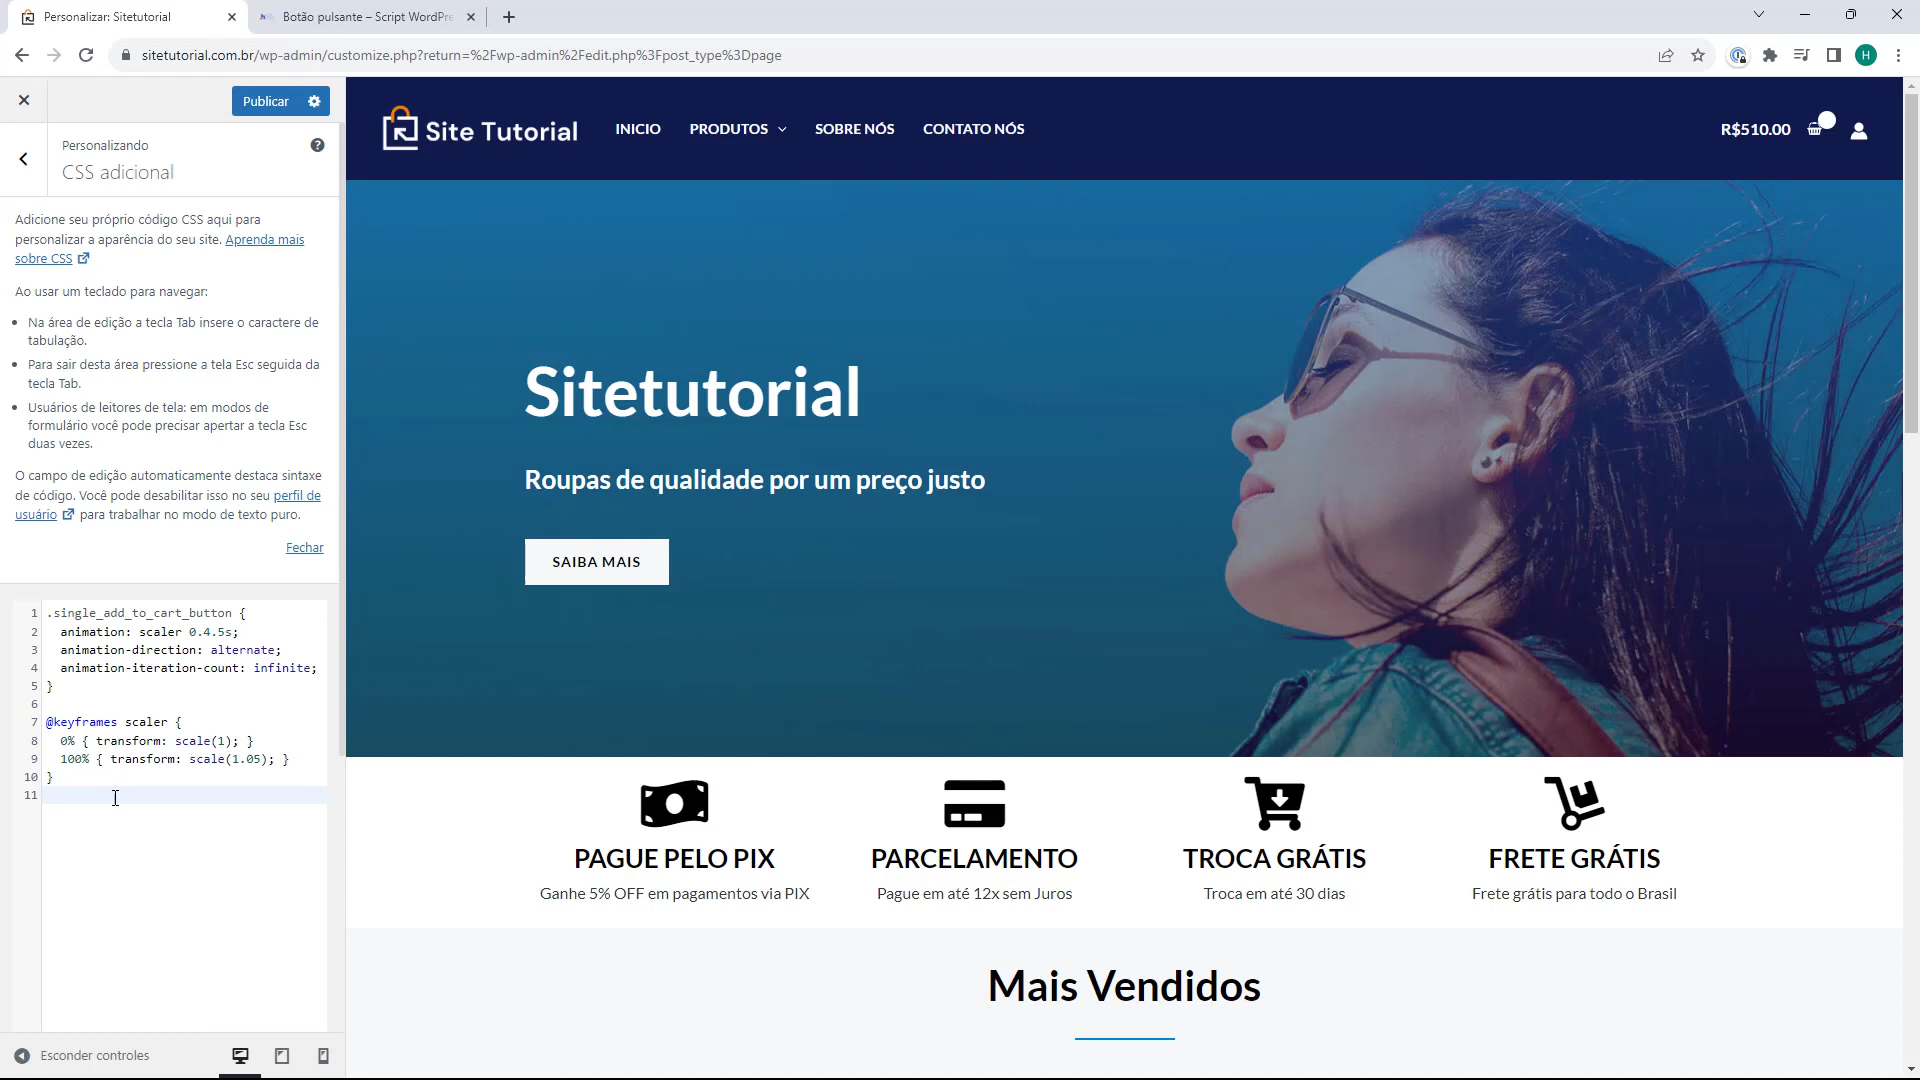 Personalizar: Sitetutorial
Botão pulsante – Script WordPre
sitetutorial.com.br/wp-admin/customize.php?return=%2Fwp-admin%2Fedit.php%3Fpost_type%3Dpage
H
Publicar
Personalizando
CSS adicional
Adicione seu próprio código CSS aqui para
personalizar a aparência do seu site. Aprenda mais
sobre CSS
Ao usar um teclado para navegar:
Na área de edição a tecla Tab insere o caractere de
tabulação.
Para sair desta área pressione a tela Esc seguida da
tecla Tab.
Usuários de leitores de tela: em modos de
formulário você pode precisar apertar a tecla Esc
duas vezes.
O campo de edição automaticamente destaca sintaxe
de código. Você pode desabilitar isso no seu perfil de
usuário para trabalhar no modo de texto puro.
Fechar
1 .single_add_to_cart_button {
2 animation: scaler 0.4.5s;
3 animation-direction: alternate;
4 animation-iteration-count: infinite;
5 }
6
7 @keyframes scaler {
8 0% { transform: scale(1); }
9 100% { transform: scale(1.05); }
10 }
11
Esconder controles
Site Tutorial
INICIO PRODUTOS SOBRE NÓS CONTATO NÓS
R$510.00
Sitetutorial
Roupas de qualidade por um preço justo
SAIBA MAIS
PAGUE PELO PIX
Ganhe 5% OFF em pagamentos via PIX
PARCELAMENTO
Pague em até 12x sem Juros
TROCA GRÁTIS
Troca em até 30 dias
FRETE GRÁTIS
Frete grátis para todo o Brasil
Mais Vendidos